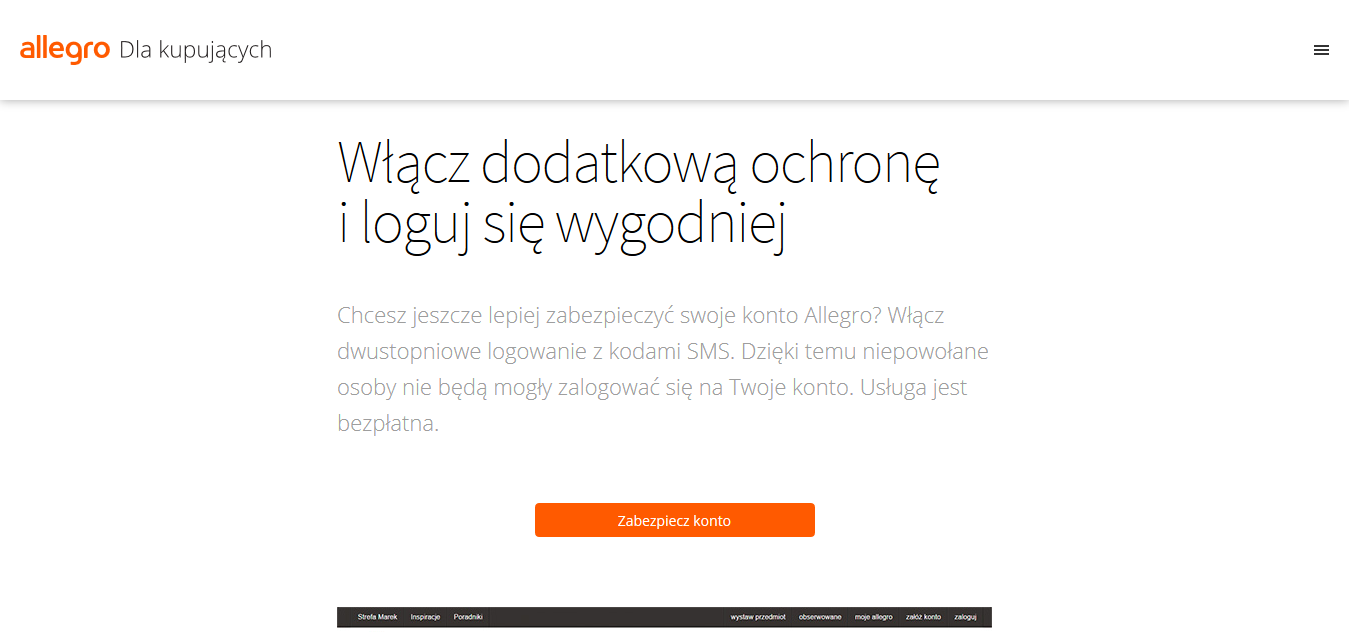 allegro Dla kupujących
Włącz dodatkową ochronę
i loguj się wygodniej
Chcesz jeszcze lepiej zabezpieczyć swoje konto Allegro? Włącz
dwustopniowe logowanie z kodami SMS. Dzięki temu niepowołane
osoby nie będą mogły zalogować się na Twoje konto. Usługa jest
bezpłatna.
Zabezpiecz konto
Strefa Marek Inspiracje Poradniki wystaw przedmiot obserwowane moje allegro załóż konto zaloguj